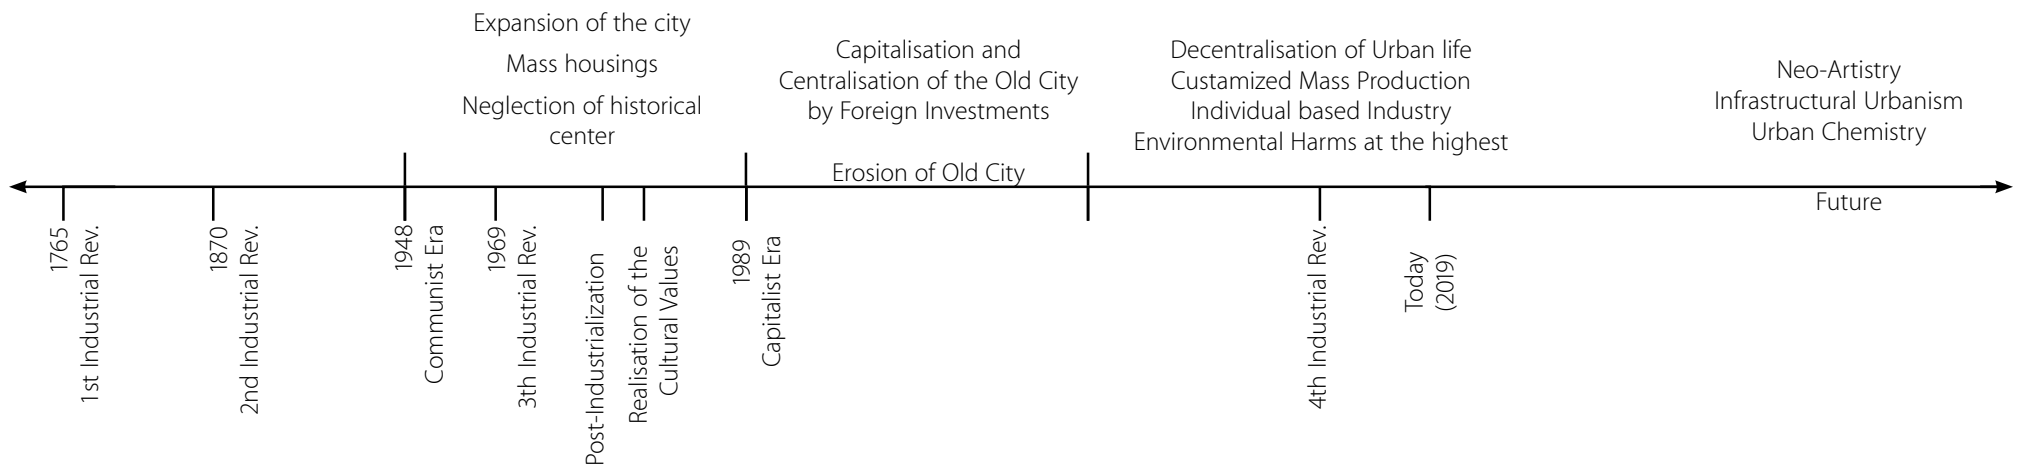 Expansion of the city
Mass housings
Neglection of historical
center
Capitalisation and
Centralisation of the Old City
by Foreign Investments
Erosion of Old City
Decentralisation of Urban life
Custamized Mass Production
Individual based Industry
Environmental Harms at the highest
Neo-Artistry
Infrastructural Urbanism
Urban Chemistry
Future
1765
1st Industrial Rev.
1870
2nd Industrial Rev.
1948
Communist Era
1969
3th Industrial Rev.
Post-Industrialization
Realisation of the
Cultural Values
1989
Capitalist Era
4th Industrial Rev.
Today
(2019)